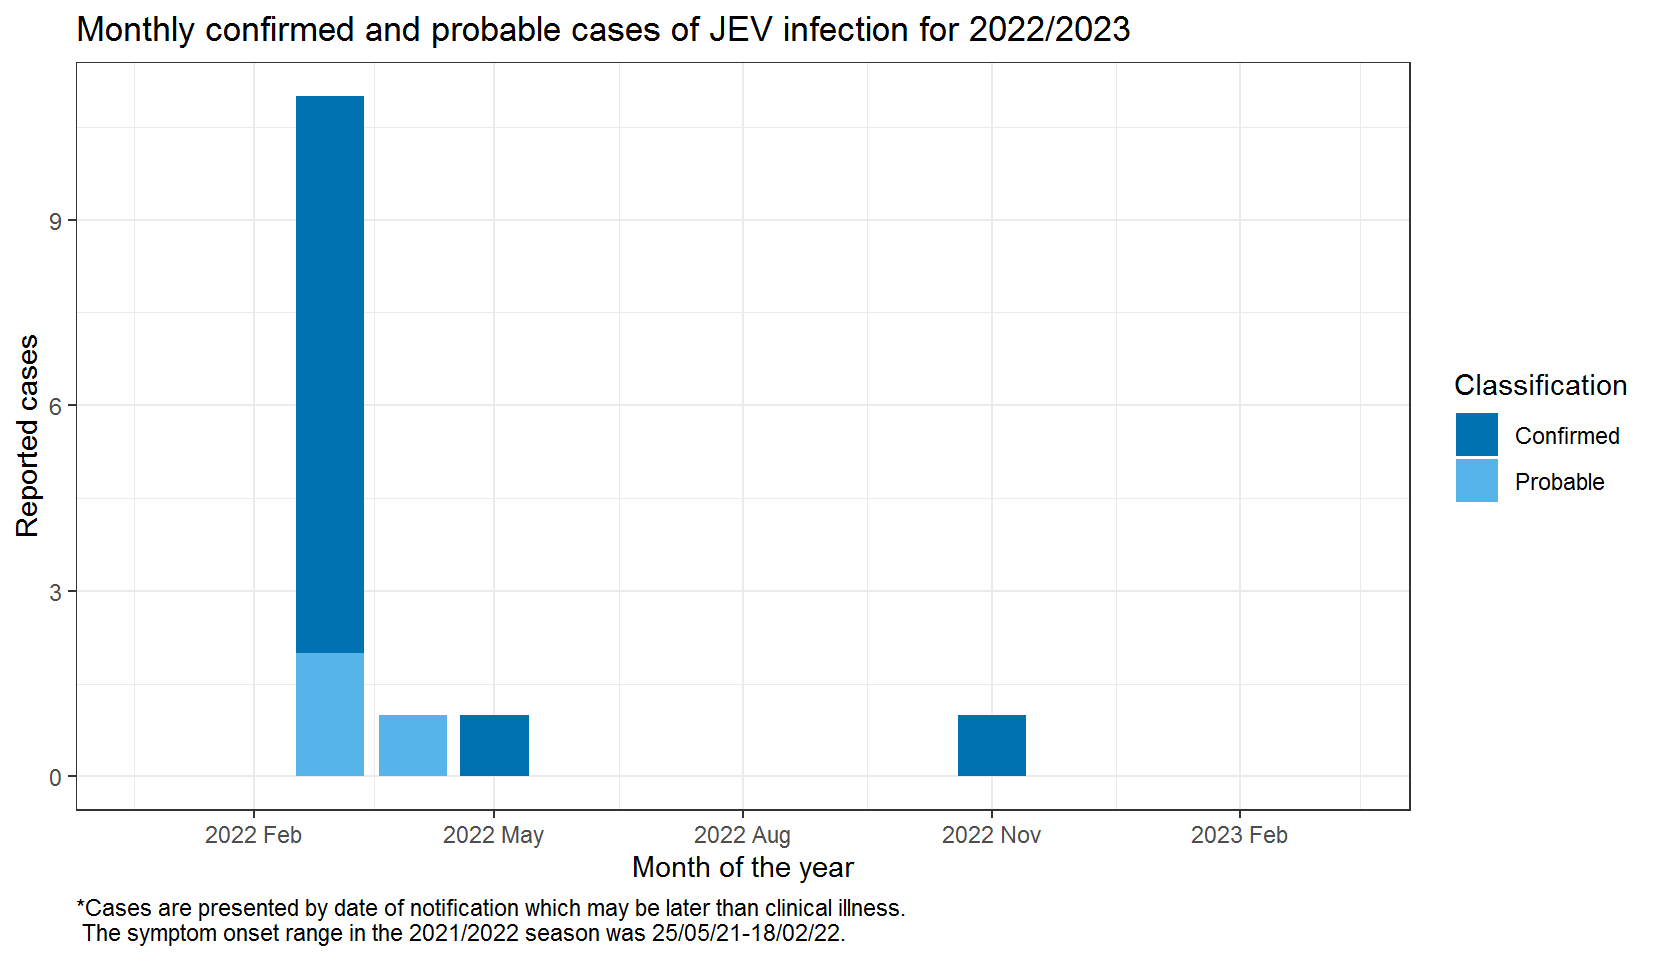 Monthly confirmed and probable cases of JEV infection for 2022/2023
Reported cases
9
6
3
0
2022 Feb
2022 May
2022 Aug
2022 Nov
2023 Feb
Month of the year
Classification
Confirmed
Probable
*Cases are presented by date of notification which may be later than clinical illness.
The symptom onset range in the 2021/2022 season was 25/05/21-18/02/22.